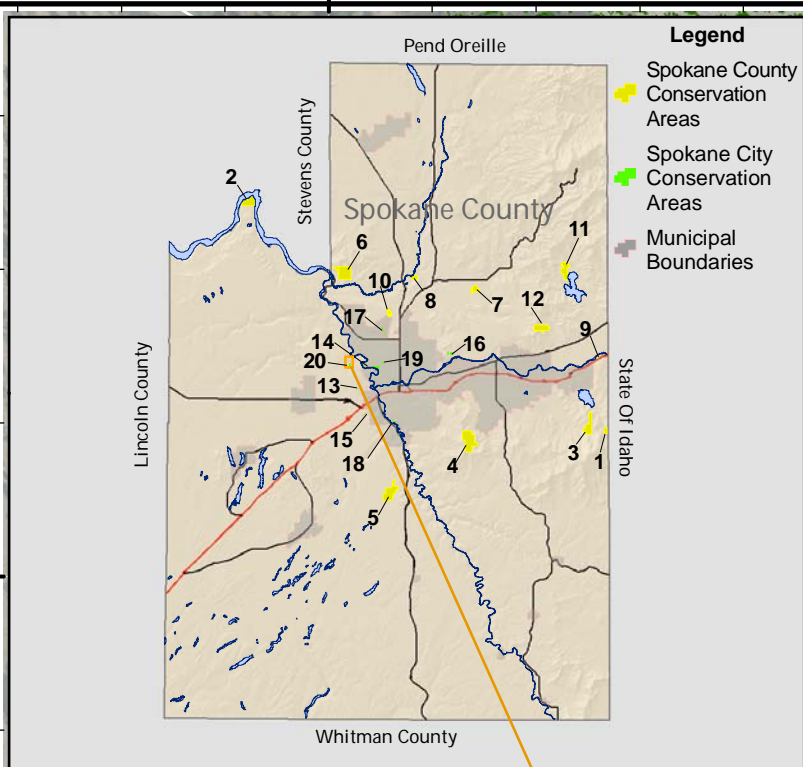 Pend Oreille
Legend
Spokane County
Conservation
Areas
Spokane City
Conservation
Areas
Municipal
Boundaries
Stevens County
Spokane County
2
6
11
10
8
7
12
17
9
14
16
19
20
13
Lincoln County
State Of Idaho
15
18
4
3
1
5
Whitman County